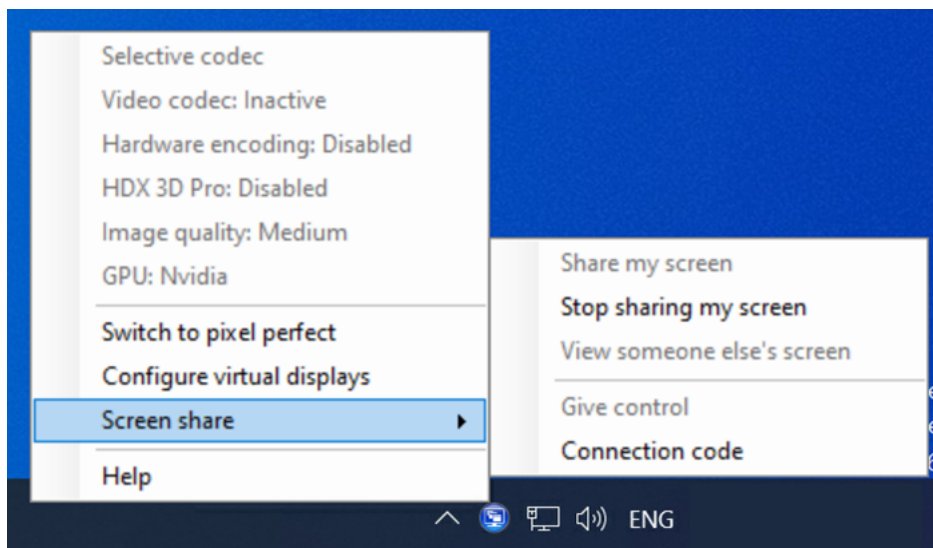 Selective codec
Video codec: Inactive
Hardware encoding: Disabled
HDX 3D Pro: Disabled
Image quality: Medium
GPU: Nvidia
Switch to pixel perfect
Configure virtual displays
Screen share
Help
Share my screen
Stop sharing my screen
View someone else's screen
Give control
Connection code
ENG